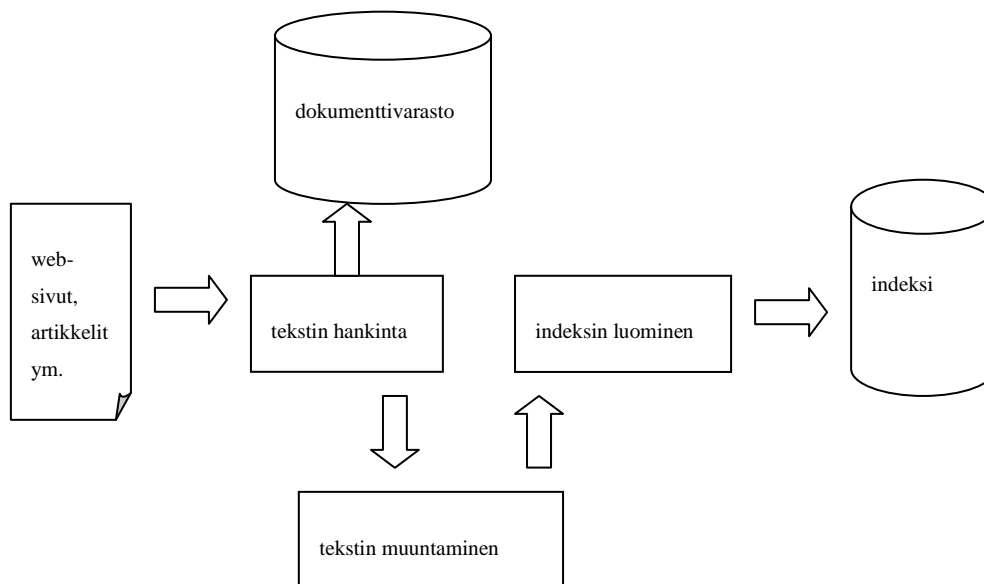 dokumenttivarasto
web-
sivut,
artikkelit
ym.
tekstin hankinta
indeksin luominen
indeksi
tekstin muuntaminen